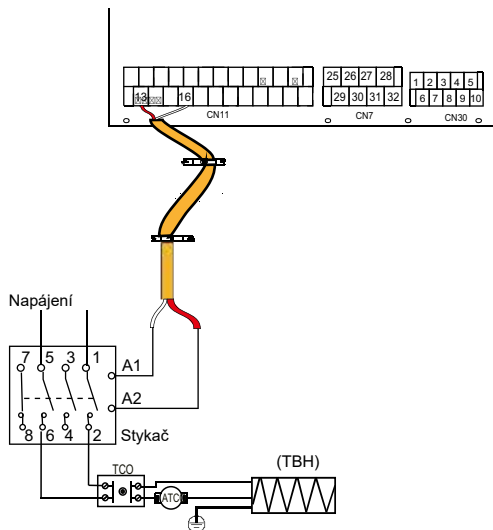 25 26 27 28
1 2 3 4 5
13 16
29 30 31 32
6 7 8 9 10
CN11
CN7
CN30
Napájení
7 5 3 1
A1
A2
8 6 4 2
Stykač
TCO
(TBH)
ATC